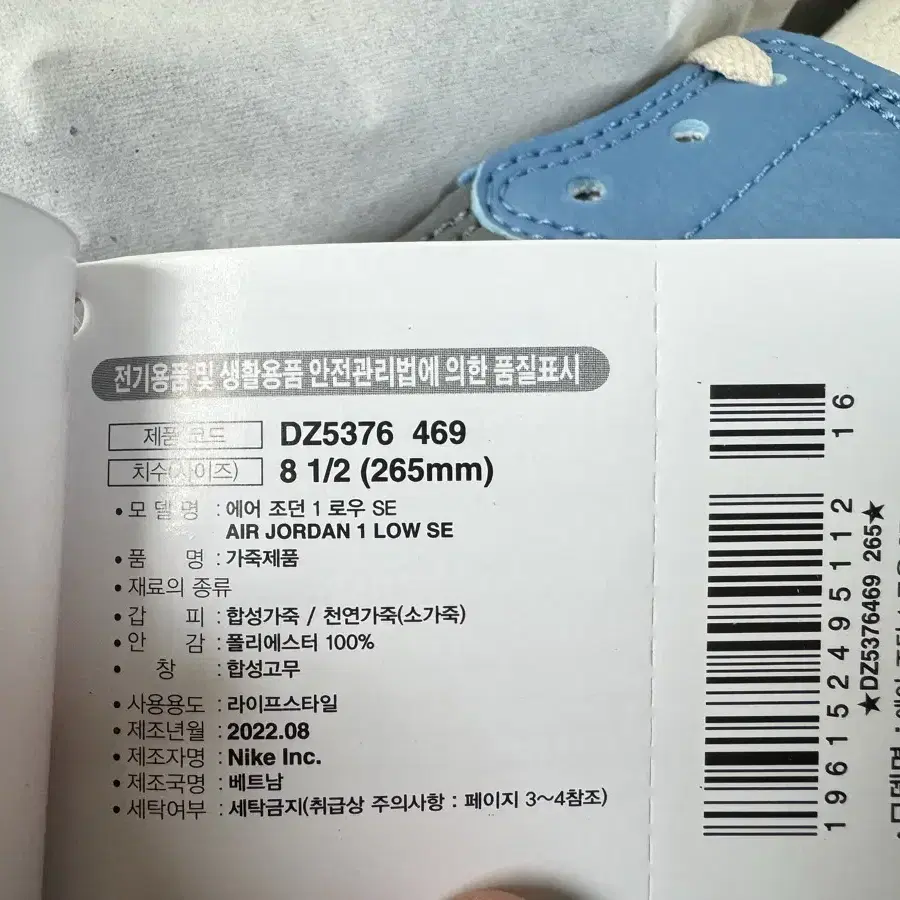 전기용품 및 생활용품 안전관리법에 의한 품질표시
제품 코드 DZ5376 469
치수(사이즈) 8 1/2 (265mm)
• 모 델 명 : 에어 조던 1 로우 SE
AIR JORDAN 1 LOW SE
• 품 명 : 가죽제품
• 재료의 종류
• 갑 피 : 합성가죽 / 천연가죽(소가죽)
• 안 감 : 폴리에스터 100%
• 창 : 합성고무
• 사용용도 : 라이프스타일
• 제조년월 : 2022.08
• 제조자명 : Nike Inc.
• 제조국명 : 베트남
• 세탁여부 : 세탁금지(취급상 주의사항 : 페이지 3~4참조)
196152495112 16
★DZ5376469 265★